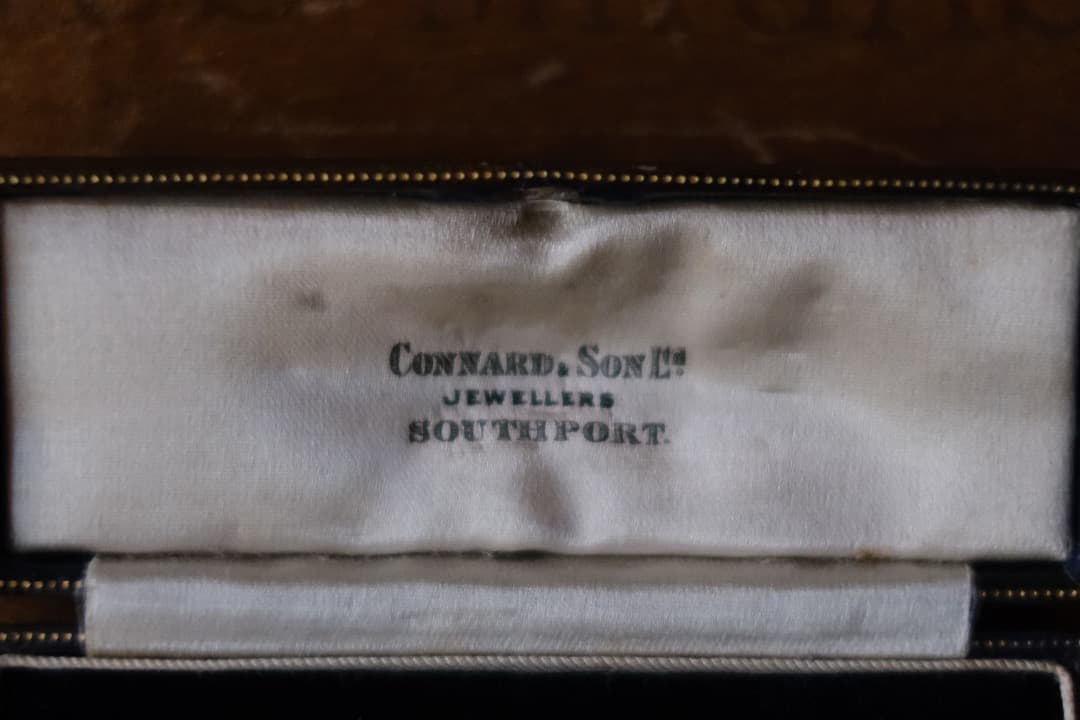 CONNARD & SON Ltd
JEWELLERS
SOUTHPORT.